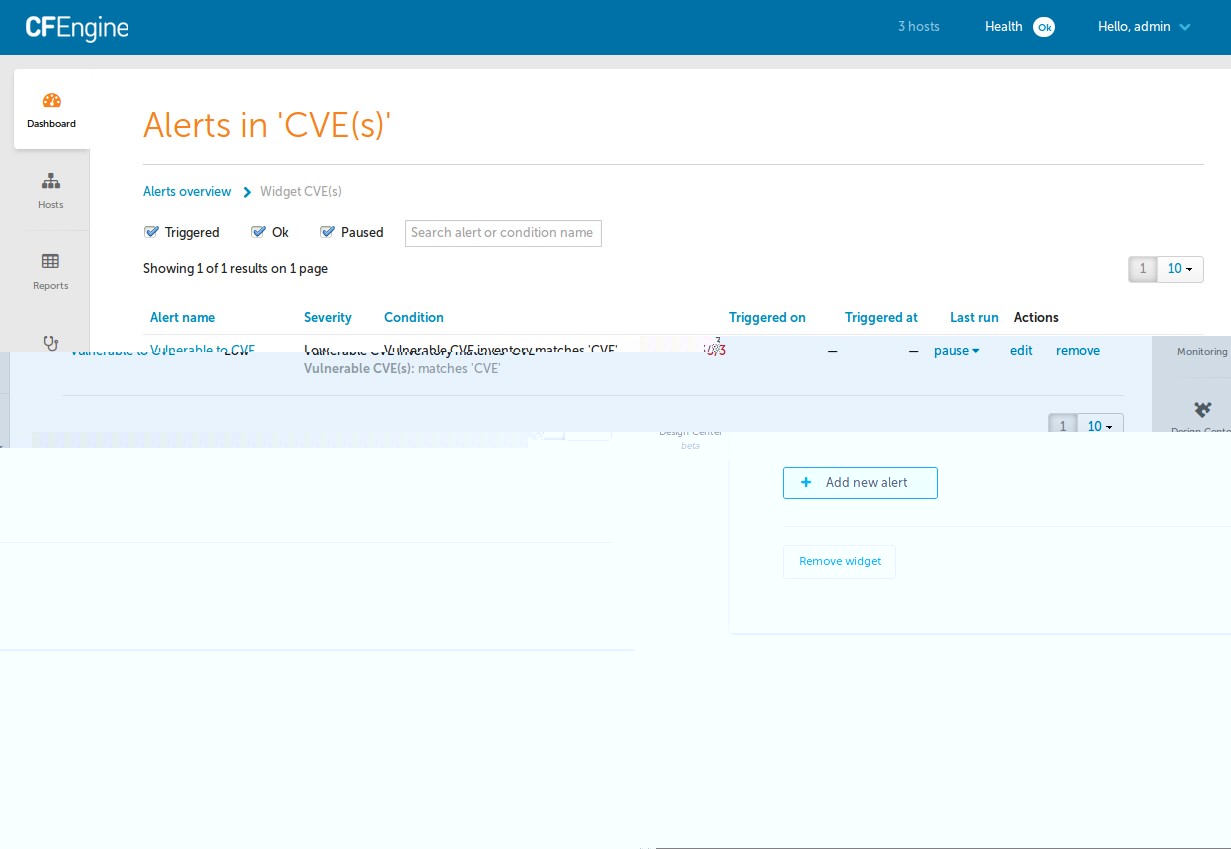 CFEngine
3 hosts
Health Ok
Hello, admin
Dashboard
Hosts
Reports
Alerts in 'CVE(s)'
Alerts overview Widget CVE(s)
Triggered Ok Paused Search alert or condition name
Showing 1 of 1 results on 1 page
1 10
Alert name Severity Condition Triggered on Triggered at Last run Actions
Vulnerable to CVE Low Vulnerable CVE inventory matches 'CVE' — — pause edit remove
Vulnerable CVE(s): matches 'CVE'
Monitoring
1 10
Design Center
beta
Add new alert
Remove widget